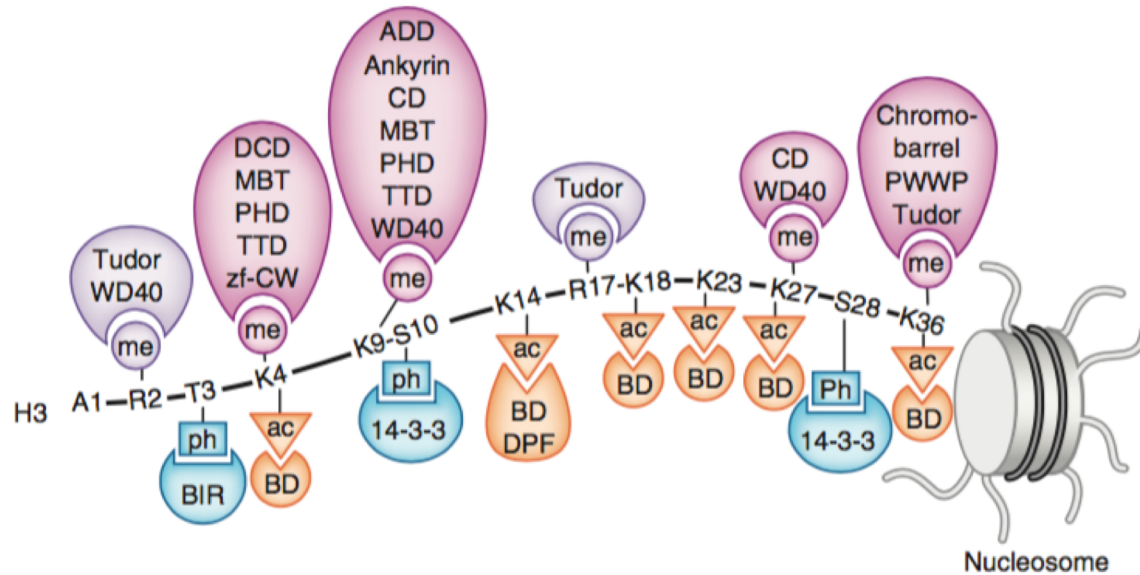 ADD
Ankyrin
CD
MBT
PHD
TTD
WD40
me
DCD
MBT
PHD
TTD
zf-CW
me
Tudor
WD40
me
Tudor
me
CD
WD40
me
Chromo-
barrel
PWWP
Tudor
me
H3 A1-R2-T3-K4-K9-S10-K14-R17-K18-K23-K27-S28-K36
ph
BIR
ac
BD
ph
14-3-3
ac
BD
DPF
ac
BD
ac
BD
ac
BD
Ph
14-3-3
ac
BD
Nucleosome